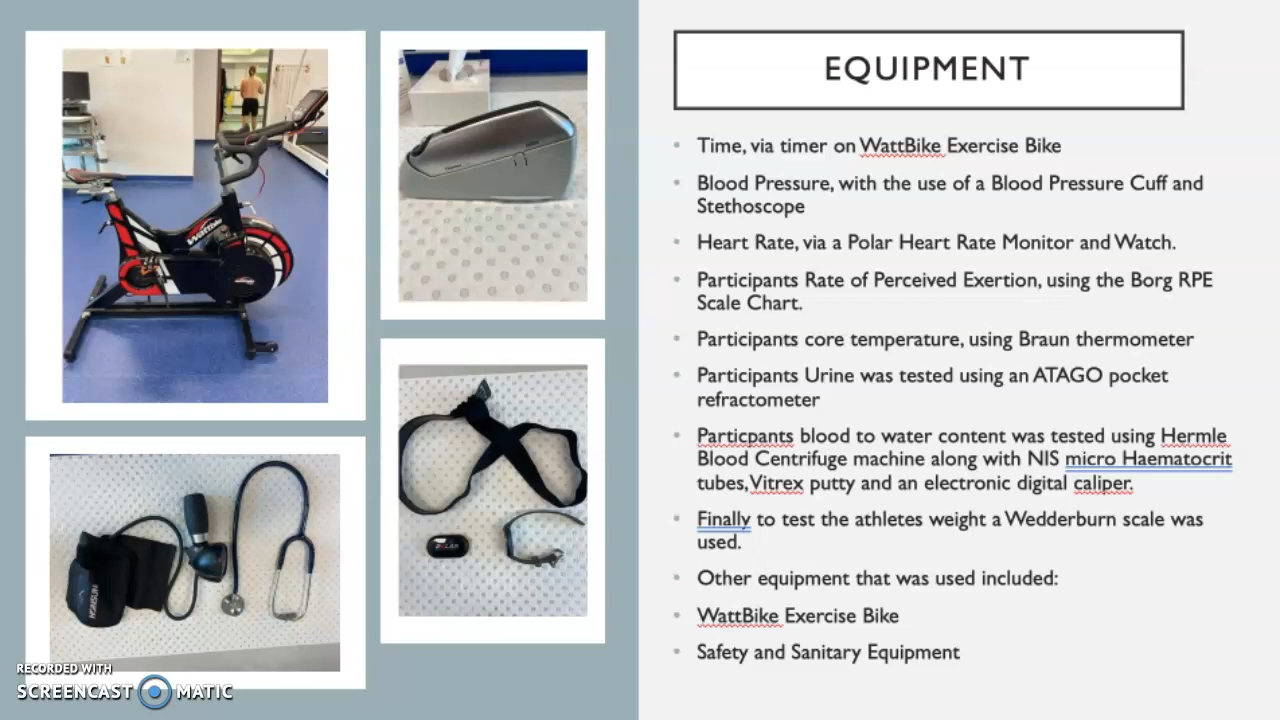 EQUIPMENT
Time, via timer on WattBike Exercise Bike
Blood Pressure, with the use of a Blood Pressure Cuff and
Stethoscope
Heart Rate, via a Polar Heart Rate Monitor and Watch.
Participants Rate of Perceived Exertion, using the Borg RPE
Scale Chart.
Participants core temperature, using Braun thermometer
Participants Urine was tested using an ATAGO pocket
refractometer
Particpants blood to water content was tested using Hermle
Blood Centrifuge machine along with NIS micro Haematocrit
tubes, Vitrex putty and an electronic digital caliper.
Finally to test the athletes weight a Wedderburn scale was
used.
Other equipment that was used included:
WattBike Exercise Bike
Safety and Sanitary Equipment
Wattbike
POLAR
RECORDED WITH
SCREENCAST MATIC